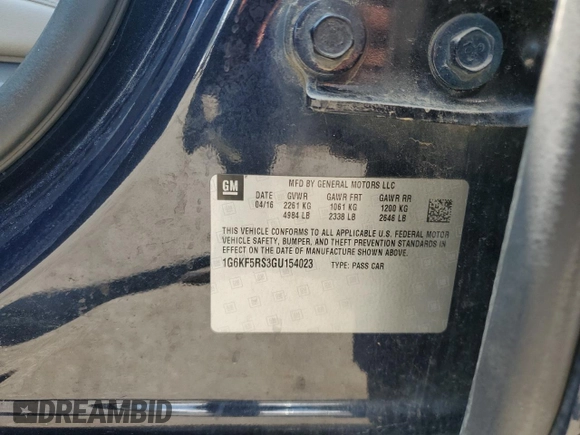 GM
MFD BY GENERAL MOTORS LLC
DATE GVWR GAWR FRT GAWR RR
04/16 2261 KG 1061 KG 1200 KG
4984 LB 2338 LB 2646 LB
THIS VEHICLE CONFORMS TO ALL APPLICABLE U.S. FEDERAL MOTOR
VEHICLE SAFETY, BUMPER, AND THEFT PREVENTION STANDARDS IN
EFFECT ON THE DATE OF MANUFACTURE SHOWN ABOVE.
1G6KF5RS3GU154023 TYPE: PASS CAR
DREAMBID